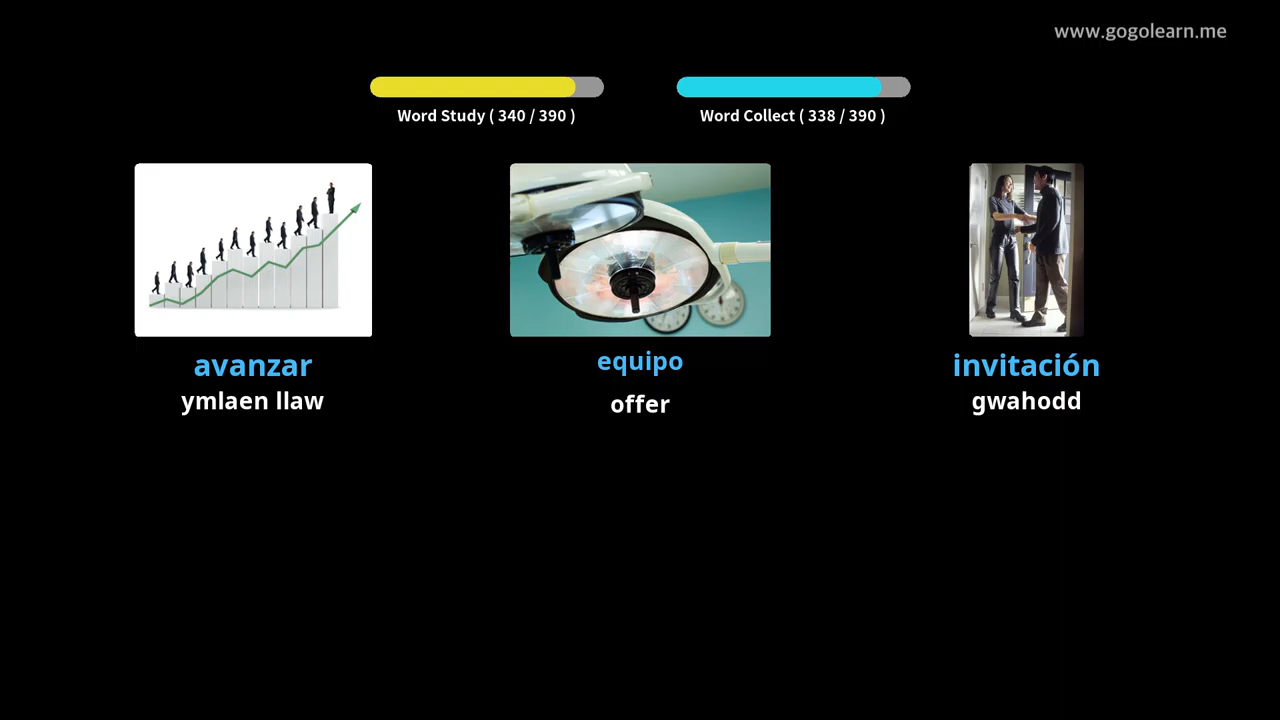 www.gogolearn.me
Word Study ( 340 / 390 )
Word Collect ( 338 / 390 )
avanzar
ymlaen llaw
equipo
offer
invitación
gwahodd